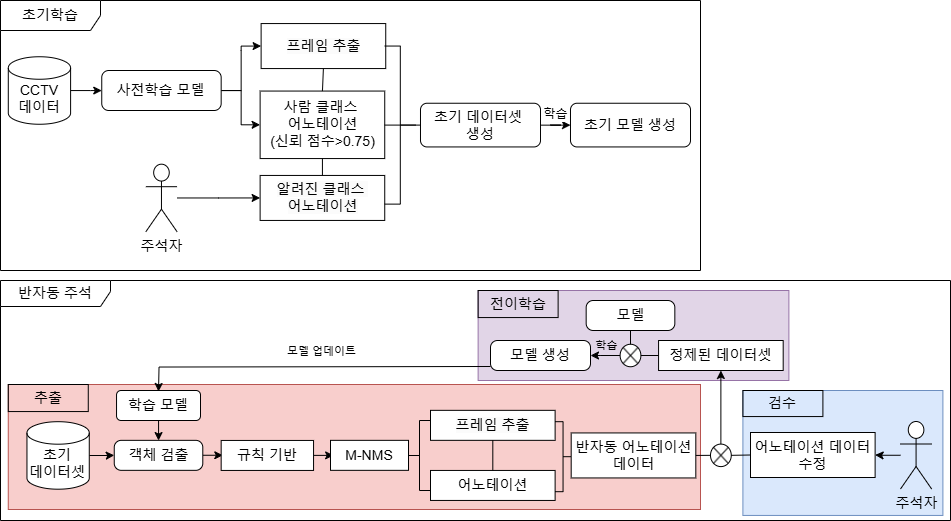 초기학습
CCTV
데이터
사전학습 모델
프레임 추출
사람 클래스
어노테이션
(신뢰 점수>0.75)
알려진 클래스
어노테이션
주석자
초기 데이터셋
생성
학습
초기 모델 생성
반자동 주석
전이학습
모델
모델 생성
학습
정제된 데이터셋
모델 업데이트
추출
학습 모델
초기
데이터셋
객체 검출
규칙 기반
M-NMS
프레임 추출
어노테이션
반자동 어노테이션
데이터
검수
어노테이션 데이터
수정
주석자